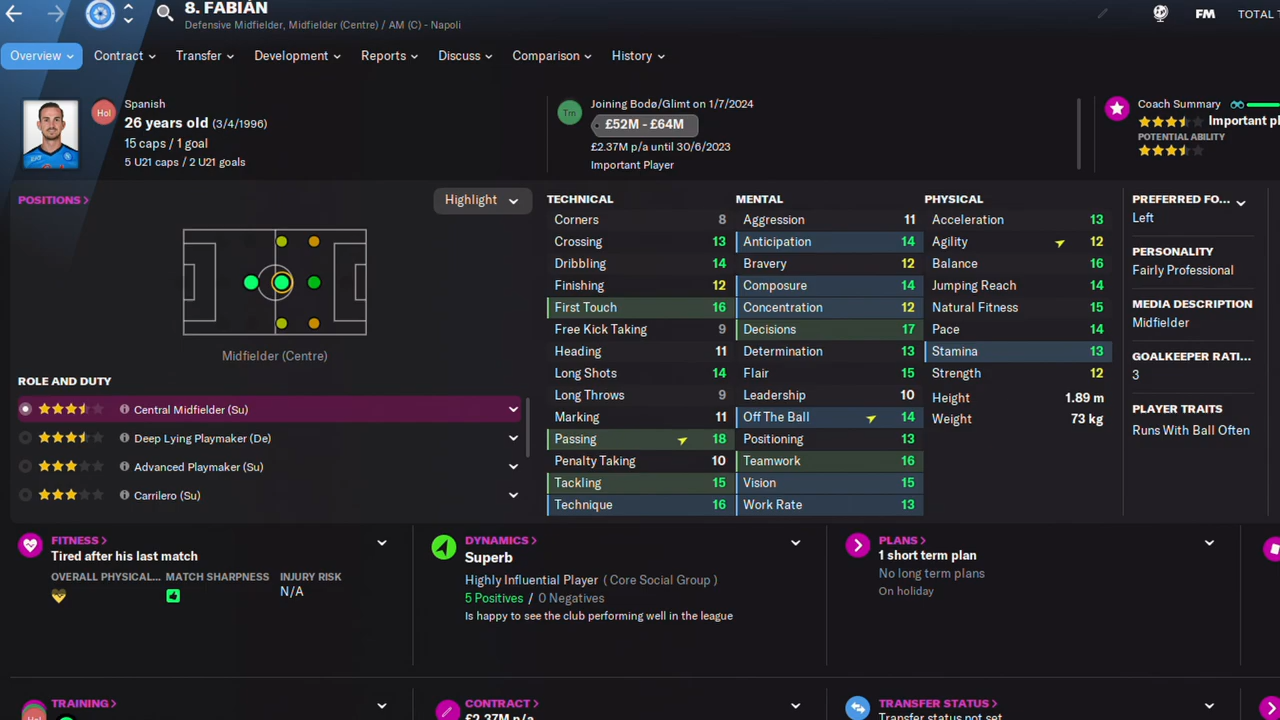 8. FABIÁN
Defensive Midfielder, Midfielder (Centre) / AM (C) - Napoli
FM
TOTAL
Overview
Contract
Transfer
Development
Reports
Discuss
Comparison
History
Hol
Spanish
26 years old (3/4/1996)
15 caps / 1 goal
5 U21 caps / 2 U21 goals
Tm
Joining Bodø/Glimt on 1/7/2024
£52M - £64M
£2.37M p/a until 30/6/2023
Important Player
Coach Summary
Important pl
POTENTIAL ABILITY
POSITIONS >
Highlight
Midfielder (Centre)
ROLE AND DUTY
Central Midfielder (Su)
Deep Lying Playmaker (De)
Advanced Playmaker (Su)
Carrilero (Su)
TECHNICAL
Corners 8
Crossing 13
Dribbling 14
Finishing 12
First Touch 16
Free Kick Taking 9
Heading 11
Long Shots 14
Long Throws 9
Marking 11
Passing 18
Penalty Taking 10
Tackling 15
Technique 16
MENTAL
Aggression 11
Anticipation 14
Bravery 12
Composure 14
Concentration 12
Decisions 17
Determination 13
Flair 15
Leadership 10
Off The Ball 14
Positioning 13
Teamwork 16
Vision 15
Work Rate 13
PHYSICAL
Acceleration 13
Agility 12
Balance 16
Jumping Reach 14
Natural Fitness 15
Pace 14
Stamina 13
Strength 12
Height 1.89 m
Weight 73 kg
PREFERRED FO...
Left
PERSONALITY
Fairly Professional
MEDIA DESCRIPTION
Midfielder
GOALKEEPER RATI...
3
PLAYER TRAITS
Runs With Ball Often
FITNESS >
Tired after his last match
OVERALL PHYSICAL... MATCH SHARPNESS INJURY RISK
N/A
DYNAMICS >
Superb
Highly Influential Player ( Core Social Group )
5 Positives / 0 Negatives
Is happy to see the club performing well in the league
PLANS >
1 short term plan
No long term plans
On holiday
TRAINING >
Hol
CONTRACT >
£2.37M p/a
TRANSFER STATUS >
Transfer status not set